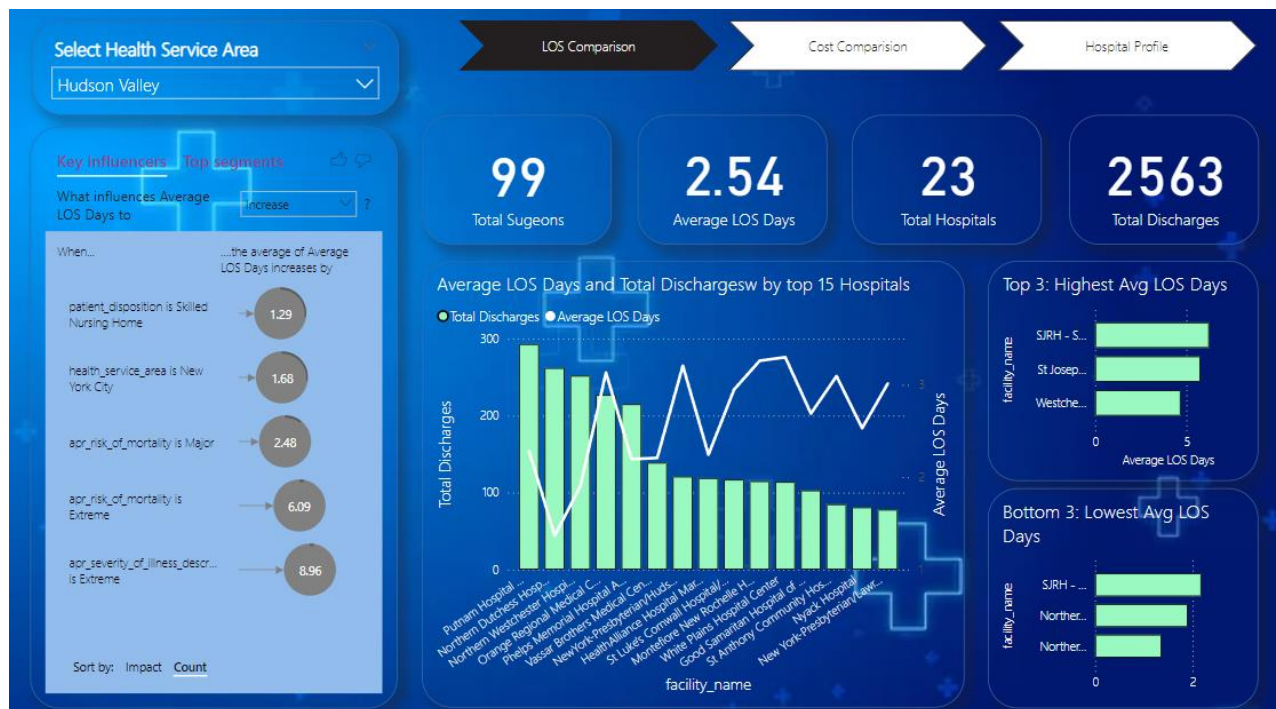 Select Health Service Area
Hudson Valley
LOS Comparison
Cost Comparision
Hospital Profile
99
Total Sugeons
2.54
Average LOS Days
23
Total Hospitals
2563
Total Discharges
Key influencers Top segments
What influences Average
LOS Days to
Increase
?
When...
....the average of Average
LOS Days increases by
patient_disposition is Skilled
Nursing Home
1.29
health_service_area is New
York City
1.68
apr_risk_of_mortality is Major
2.48
apr_risk_of_mortality is
Extreme
6.09
apr_severity_of_illness_descr...
is Extreme
8.96
Sort by: Impact Count
Average LOS Days and Total Dischargesw by top 15 Hospitals
Total Discharges Average LOS Days
Total Discharges
300
200
100
0
3
2
1
Average LOS Days
Putnam Hospital ...
Northern Dutchess Hosp...
Northern Westchester Hospi...
Orange Regional Medical C...
Phelps Memorial Hospital A...
Vassar Brothers Medical Cen...
NewYork-Presbyterian/Huds...
HealthAlliance Hospital Mar...
St Lukes Cornwall Hospital/...
Montefiore New Rochelle H...
White Plains Hospital Center
Good Samaritan Hospital of ...
St Anthony Community Hos...
Nyack Hospital
New York-Presbyterian/Lawr...
facility_name
Top 3: Highest Avg LOS Days
facility_name
SJRH - S...
St Josep...
Westche...
0
5
Average LOS Days
Bottom 3: Lowest Avg LOS
Days
facility_name
SJRH - ...
Norther...
Norther...
0
2